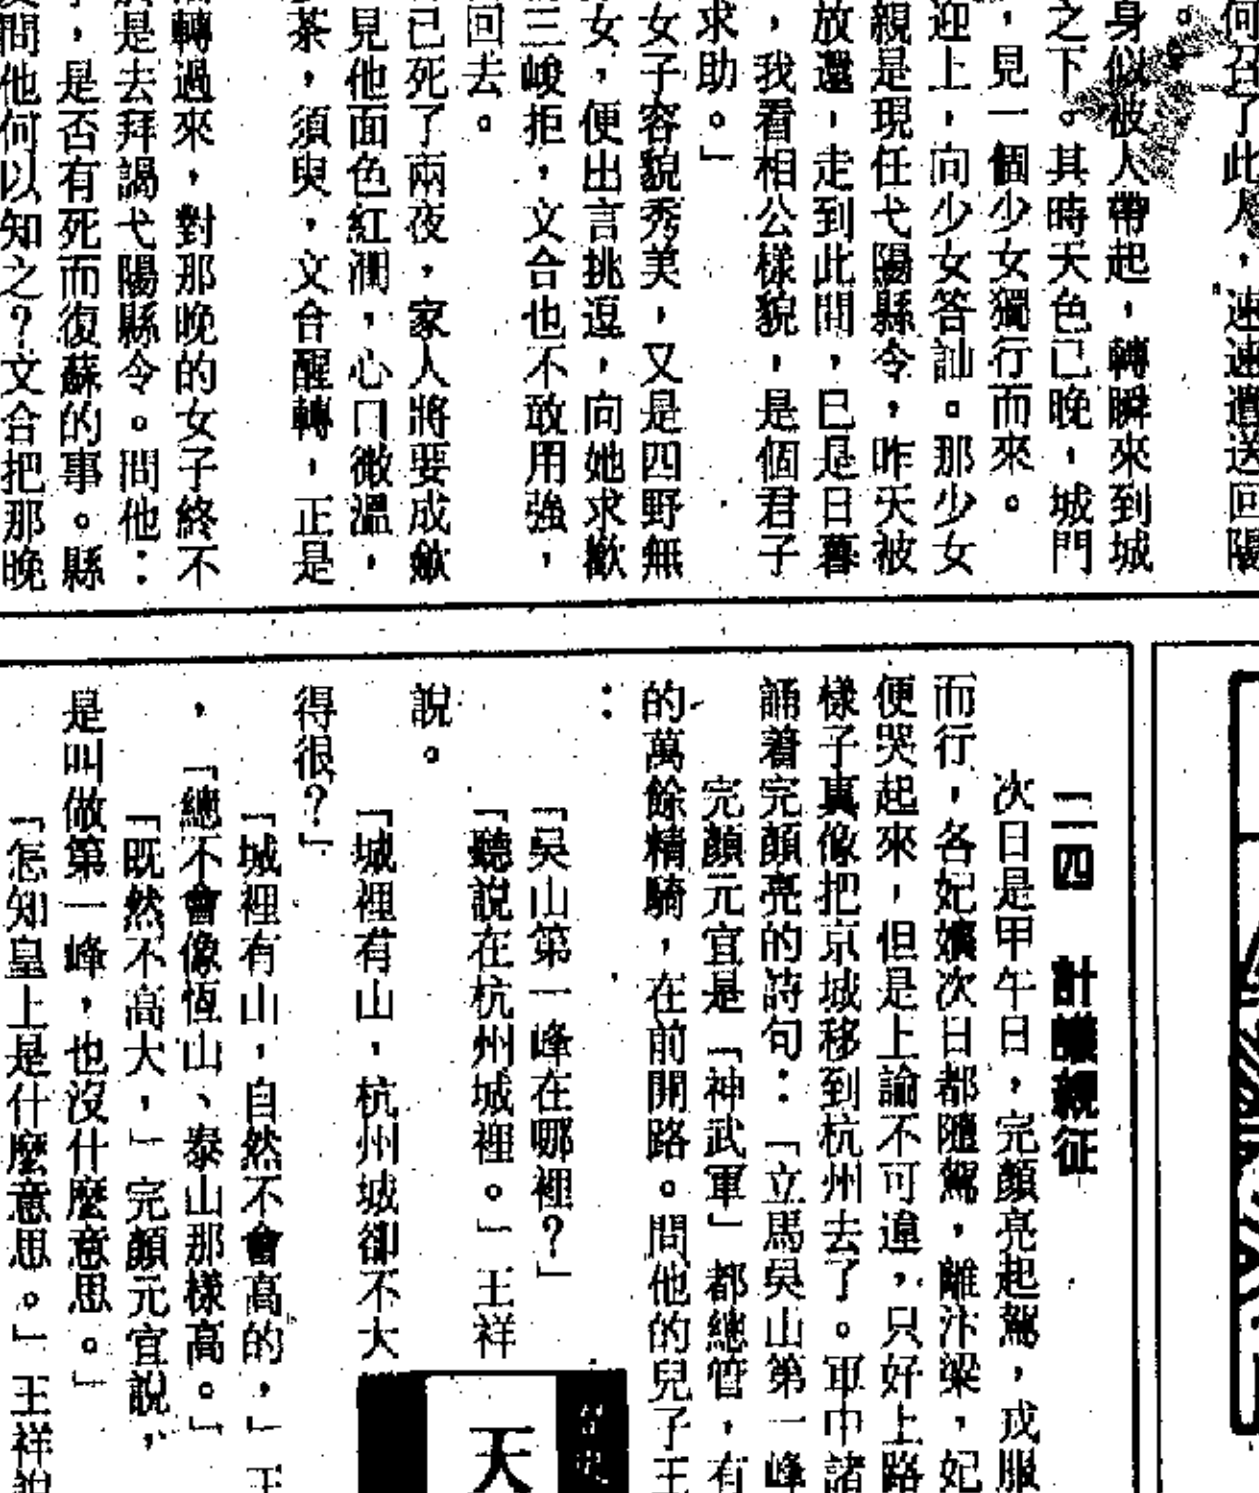 何召了此人，速速遣送回陽
。
身似被人帶起，轉瞬來到城
之下。其時天色已晚，城門
，見一個少女獨行而來。
迎上，向少女答訕。那少女
親是現任弋陽縣令，昨天被
放還，走到此間，已是日暮
，我看相公樣貌，是個君子
求助。」
女子容貌秀美，又是四野無
女，便出言挑逗，向她求歡
三峻拒，文合也不敢用強，
回去。
已死了兩夜，家人將要成歛
見他面色紅潤，心口微溫，
茶，須臾，文合醒轉，正是
轉過來，對那晚的女子終不
是去拜謁弋陽縣令。問他：
，是否有死而復蘇的事。縣
問他何以知之？文合把那晚
二四　計議親征
次日是甲午日，完顏亮起駕，戎服
而行，各妃嬪次日都隨駕，離汴梁，妃
便哭起來，但是上諭不可違，只好上路
樣子真像把京城移到杭州去了。軍中諸
誦着完顏亮的詩句：「立馬吳山第一峰
完顏元宜是「神武軍」都總管，有
的萬餘精騎，在前開路。問他的兒子王
：
「吳山第一峰在哪裡？」
「聽說在杭州城裡。」王祥
說。
「城裡有山，杭州城卻不大
得很？」
「城裡有山，自然不會高的，」王
，「總不會像恆山、泰山那樣高。」
「既然不高大，」完顏元宜說，
是叫做第一峰，也沒什麼意思。」
「怎知皇上是什麼意思。」王祥說
天